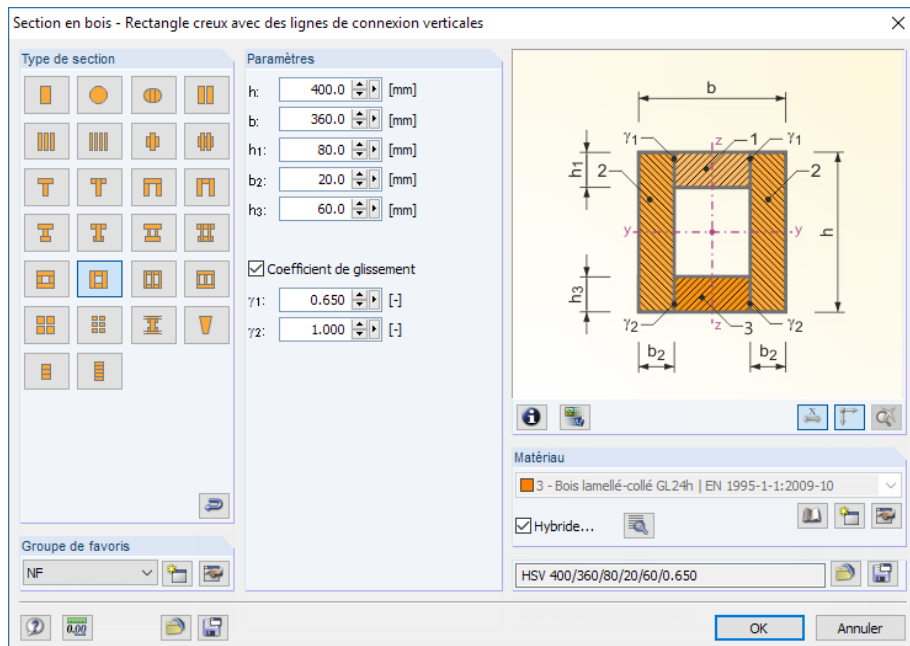 Section en bois - Rectangle creux avec des lignes de connexion verticales
Type de section
Groupe de favoris
NF
0.00
Paramètres
h: 400.0 [mm]
b: 360.0 [mm]
h1: 80.0 [mm]
b2: 20.0 [mm]
h3: 60.0 [mm]
Coefficient de glissement
γ1: 0.650 [-]
γ2: 1.000 [-]
b
γ1 z 1 γ1
h1 2 2
y y h
h3
γ2 z 3 γ2
b2 b2
x
Matériau
3 - Bois lamellé-collé GL24h | EN 1995-1-1:2009-10
Hybride...
HSV 400/360/80/20/60/0.650
OK Annuler